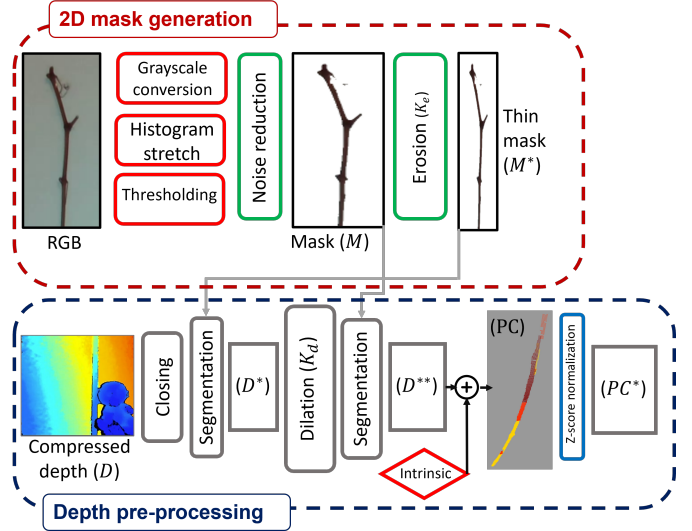 2D mask generation
Grayscale
conversion
Histogram
stretch
Thresholding
Noise reduction
Erosion (K_e)
Thin
mask
(M*)
RGB
Mask (M)
Compressed
depth (D)
Closing
Segmentation
(D*)
Dilation (K_d)
Segmentation
(D**)
+
Intrinsic
(PC)
Z-score normalization
(PC*)
Depth pre-processing